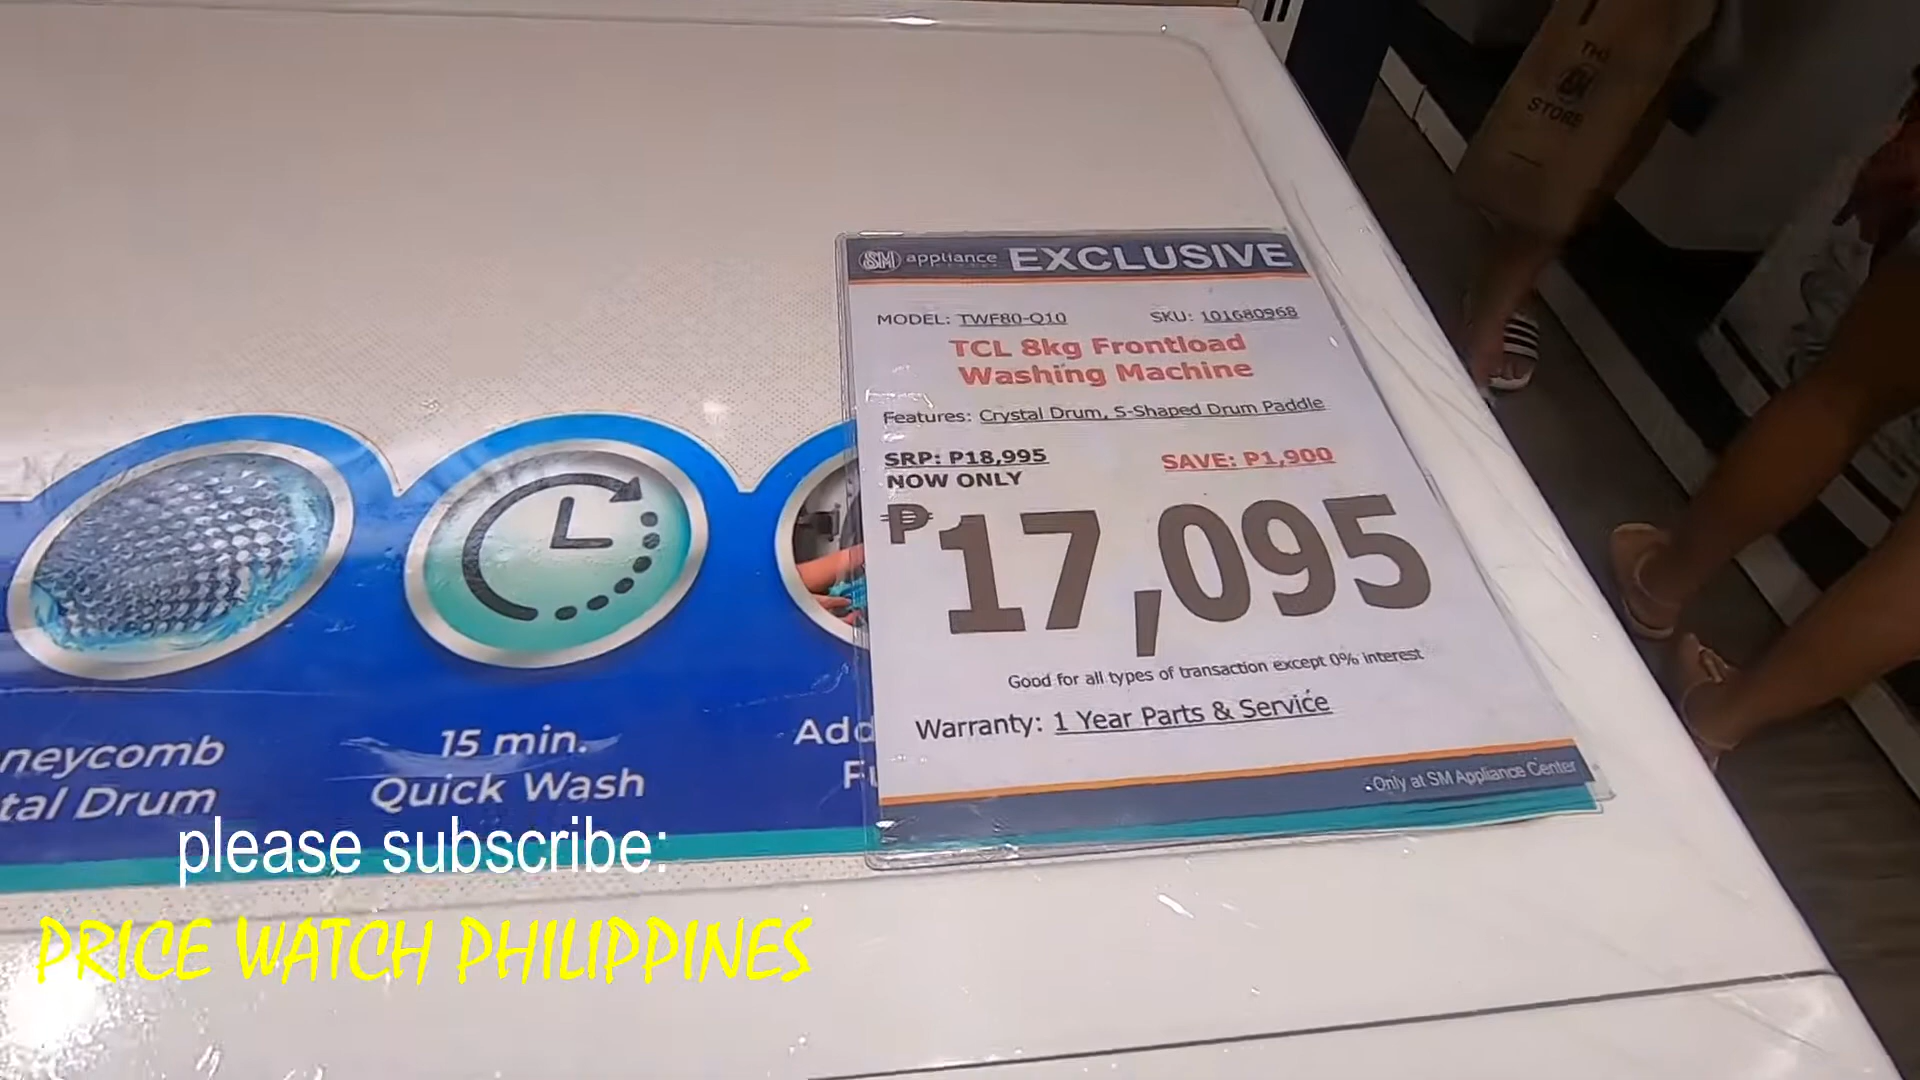 THE
SM
STORE
SM appliance EXCLUSIVE
MODEL: TWF80-Q10 SKU: 101680968
TCL 8kg Frontload
Washing Machine
Features: Crystal Drum, S-Shaped Drum Paddle
SRP: P18,995 SAVE: P1,900
NOW ONLY
₱17,095
Good for all types of transaction except 0% interest
Warranty: 1 Year Parts & Service
Only at SM Appliance Center
neycomb
tal Drum
15 min.
Quick Wash
Add
please subscribe:
PRICE WATCH PHILIPPINES